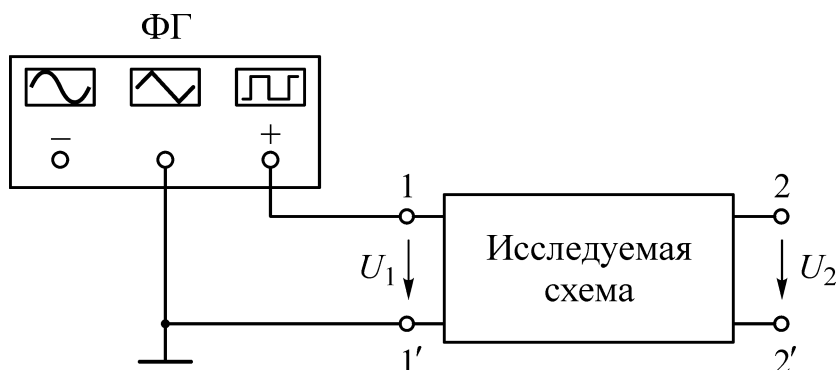 ФГ
− +
1 2
U1 Исследуемая U2
схема
1′ 2′